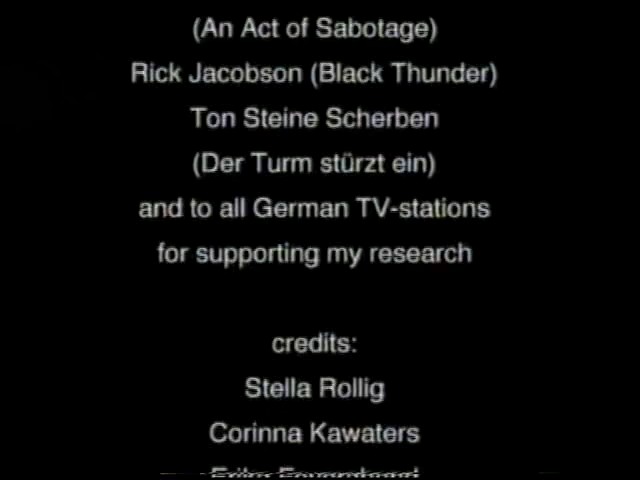 (An Act of Sabotage)
Rick Jacobson (Black Thunder)
Ton Steine Scherben
(Der Turm stürzt ein)
and to all German TV-stations
for supporting my research
credits:
Stella Rollig
Corinna Kawaters